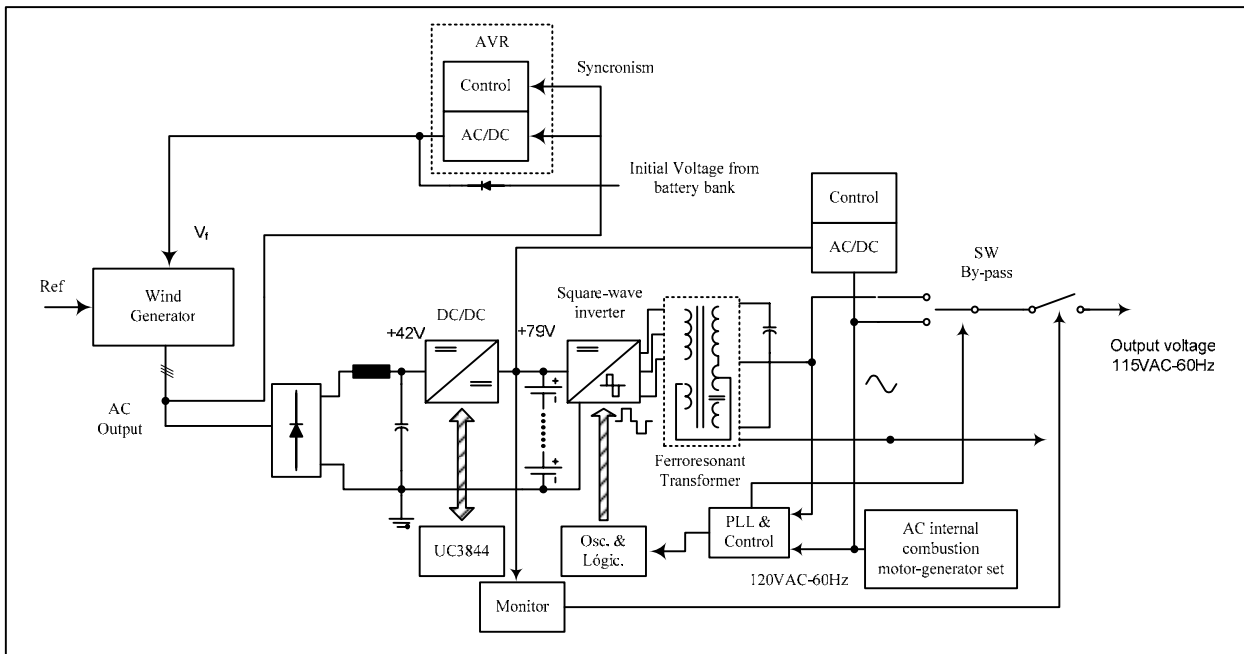 AVR
Control
AC/DC
Syncronism
Initial Voltage from
battery bank
Vf
Ref
Wind
Generator
AC
Output
+42V
DC/DC
+79V
Square-wave
inverter
Control
AC/DC
SW
By-pass
Output voltage
115VAC-60Hz
Ferroresonant
Transformer
UC3844
Osc. &
Lógic.
PLL &
Control
120VAC-60Hz
AC internal
combustion
motor-generator set
Monitor